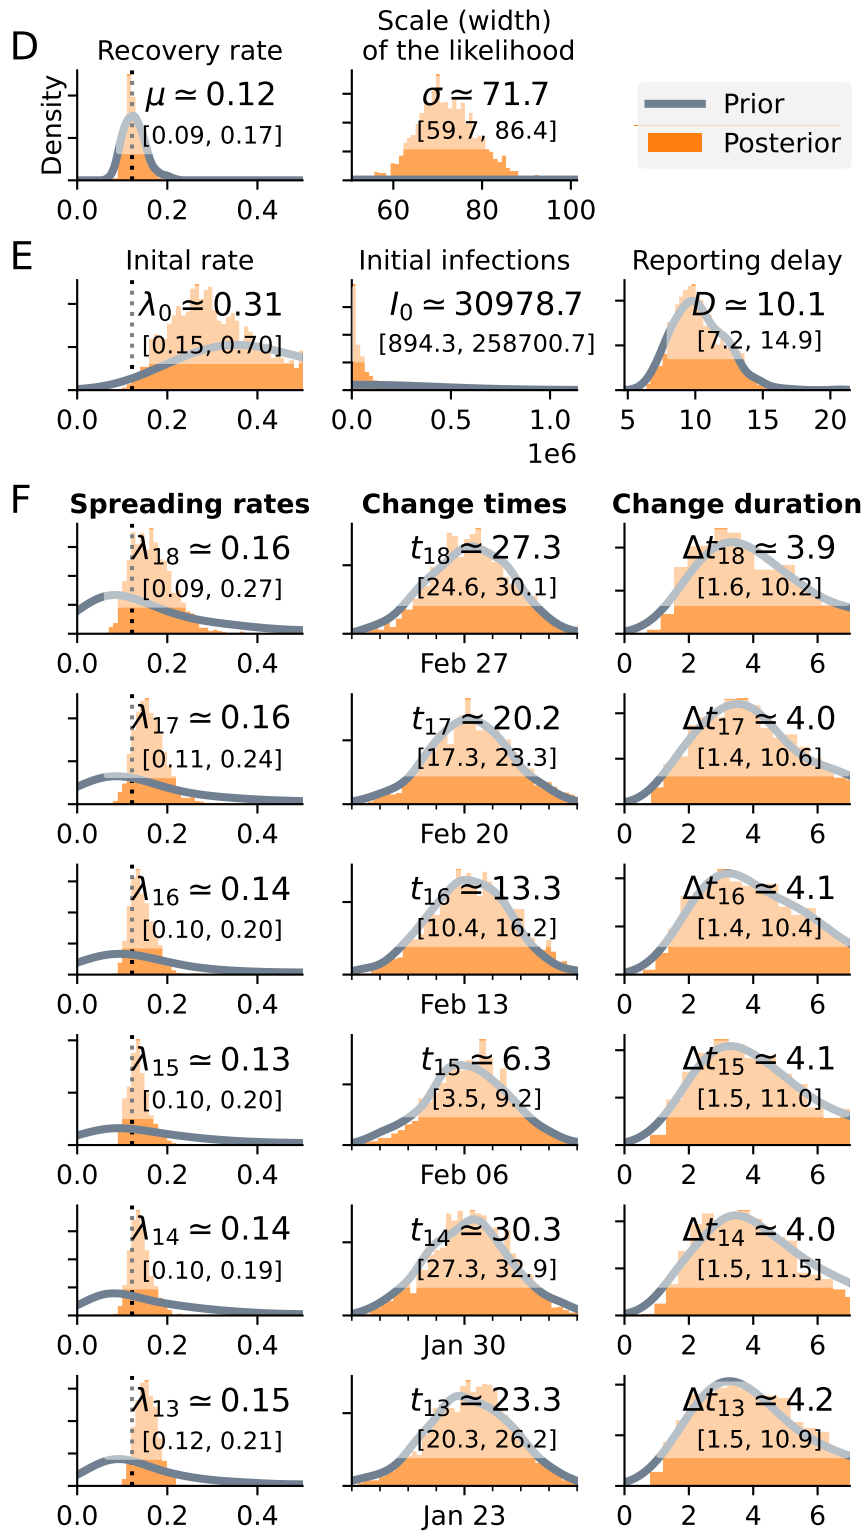 D
Recovery rate
Scale (width)
of the likelihood
Density
μ ≃ 0.12
[0.09, 0.17]
σ ≃ 71.7
[59.7, 86.4]
Prior
Posterior
0.0 0.2 0.4
60 80 100
E
Inital rate
Initial infections
Reporting delay
λ0 ≃ 0.31
[0.15, 0.70]
I0 ≃ 30978.7
[894.3, 258700.7]
D ≃ 10.1
[7.2, 14.9]
0.0 0.2 0.4
0.0 0.5 1.0
1e6
5 10 15 20
F
Spreading rates
Change times
Change duration
λ18 ≃ 0.16
[0.09, 0.27]
t18 ≃ 27.3
[24.6, 30.1]
Δt18 ≃ 3.9
[1.6, 10.2]
0.0 0.2 0.4
Feb 27
0 2 4 6
λ17 ≃ 0.16
[0.11, 0.24]
t17 ≃ 20.2
[17.3, 23.3]
Δt17 ≃ 4.0
[1.4, 10.6]
0.0 0.2 0.4
Feb 20
0 2 4 6
λ16 ≃ 0.14
[0.10, 0.20]
t16 ≃ 13.3
[10.4, 16.2]
Δt16 ≃ 4.1
[1.4, 10.4]
0.0 0.2 0.4
Feb 13
0 2 4 6
λ15 ≃ 0.13
[0.10, 0.20]
t15 ≃ 6.3
[3.5, 9.2]
Δt15 ≃ 4.1
[1.5, 11.0]
0.0 0.2 0.4
Feb 06
0 2 4 6
λ14 ≃ 0.14
[0.10, 0.19]
t14 ≃ 30.3
[27.3, 32.9]
Δt14 ≃ 4.0
[1.5, 11.5]
0.0 0.2 0.4
Jan 30
0 2 4 6
λ13 ≃ 0.15
[0.12, 0.21]
t13 ≃ 23.3
[20.3, 26.2]
Δt13 ≃ 4.2
[1.5, 10.9]
0.0 0.2 0.4
Jan 23
0 2 4 6